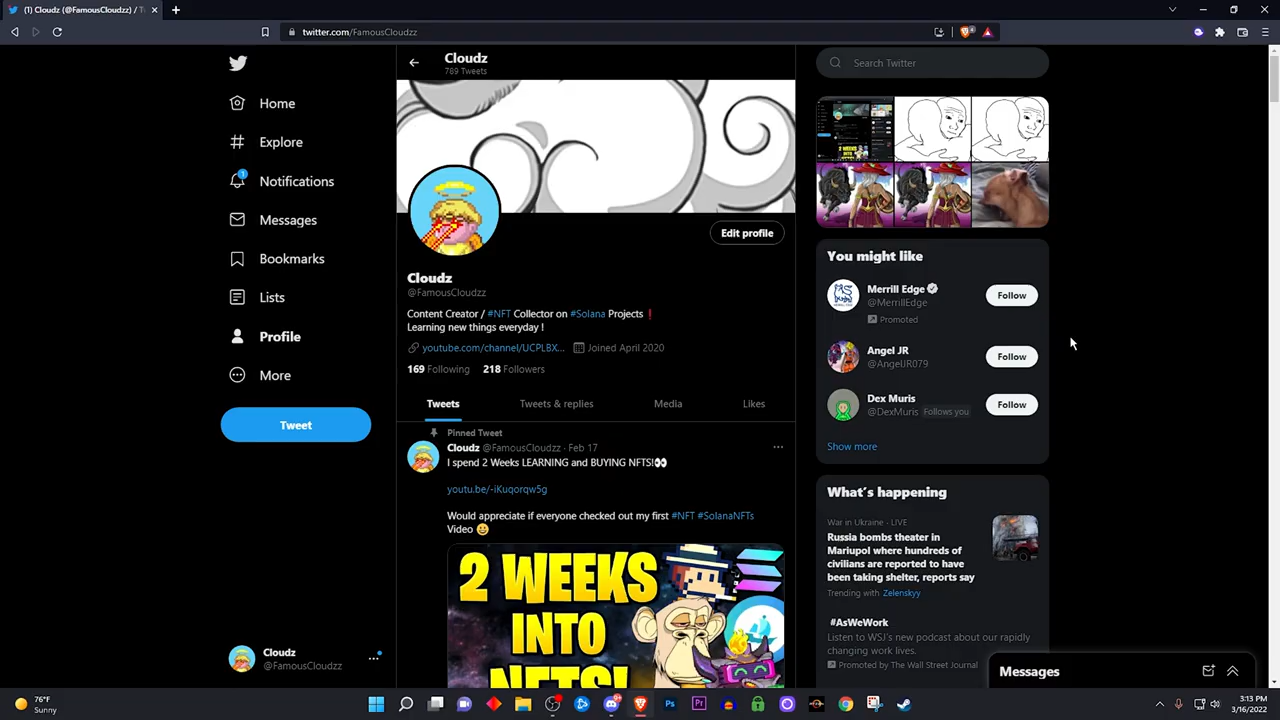 (1) Cloudz (@FamousCloudzz) / T
twitter.com/FamousCloudzz
Home
Explore
1
Notifications
Messages
Bookmarks
Lists
Profile
More
Tweet
Cloudz
@FamousCloudzz
Cloudz
789 Tweets
Edit profile
Cloudz
@FamousCloudzz
Content Creator / #NFT Collector on #Solana Projects❗
Learning new things everyday !
youtube.com/channel/UCPLBX... Joined April 2020
169 Following 218 Followers
Tweets Tweets & replies Media Likes
Pinned Tweet
Cloudz @FamousCloudzz · Feb 17
I spend 2 Weeks LEARNING and BUYING NFTS!👀
youtu.be/-iKuqorqw5g
Would appreciate if everyone checked out my first #NFT #SolanaNFTs
Video 😀
2 WEEKS
INTO
NFTS!
Search Twitter
You might like
Merrill Edge
@MerrillEdge
Promoted
Follow
Angel JR
@AngelJR079
Follow
Dex Muris
@DexMuris Follows you
Follow
Show more
What's happening
War in Ukraine · LIVE
Russia bombs theater in
Mariupol where hundreds of
civilians are reported to have
been taking shelter, reports say
Trending with Zelenskyy
#AsWeWork
Listen to WSJ's new podcast about our rapidly
changing work lives.
Promoted by The Wall Street Journal
Messages
76°F
Sunny
Ps
Pr
3:13 PM
3/16/2022